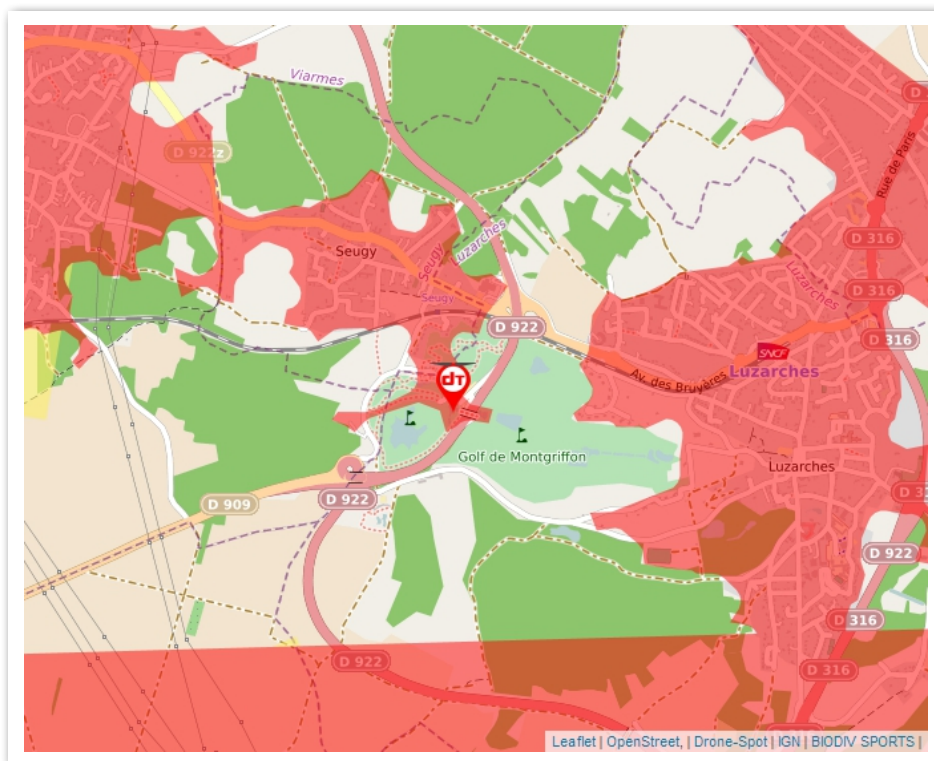 Viarmes
D 922z
Rue de Paris
D 316
Seugy
Luzarches
Seugy
Seugy
Luzarches
D 316
D 922
D 316
SNCF
Luzarches
Av. des Bruyères
dT
Golf de Montgriffon
Luzarches
D 922
D 909
D 922
D 316
D 922
D 316
Leaflet | OpenStreet, | Drone-Spot | IGN | BIODIV SPORTS |